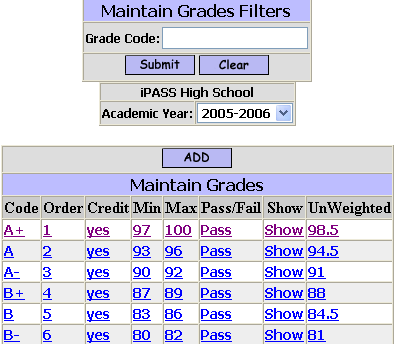 Maintain Grades Filters
Grade Code:
Submit Clear
iPASS High School
Academic Year: 2005-2006
ADD
Maintain Grades
Code Order Credit Min Max Pass/Fail Show UnWeighted
A+ 1 yes 97 100 Pass Show 98.5
A 2 yes 93 96 Pass Show 94.5
A- 3 yes 90 92 Pass Show 91
B+ 4 yes 87 89 Pass Show 88
B 5 yes 83 86 Pass Show 84.5
B- 6 yes 80 82 Pass Show 81